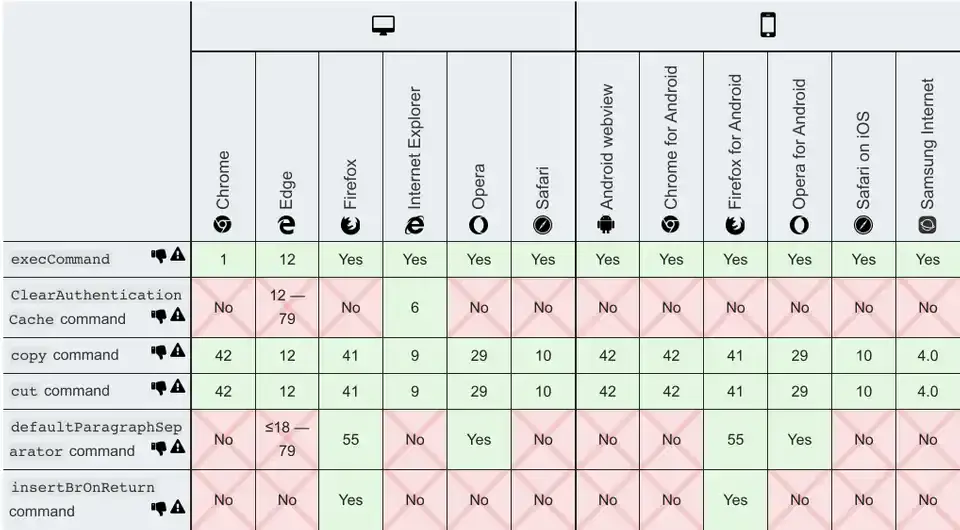 Chrome
Edge
Firefox
Internet Explorer
Opera
Safari
Android webview
Chrome for Android
Firefox for Android
Opera for Android
Safari on iOS
Samsung Internet
execCommand 1 12 Yes Yes Yes Yes Yes Yes Yes Yes Yes Yes
ClearAuthentication
Cache command No 12 — 79 No 6 No No No No No No No No
copy command 42 12 41 9 29 10 42 42 41 29 10 4.0
cut command 42 12 41 9 29 10 42 42 41 29 10 4.0
defaultParagraphSep
arator command No ≤18 — 79 55 No Yes No No No 55 Yes No No
insertBrOnReturn
command No No Yes No No No No No Yes No No No